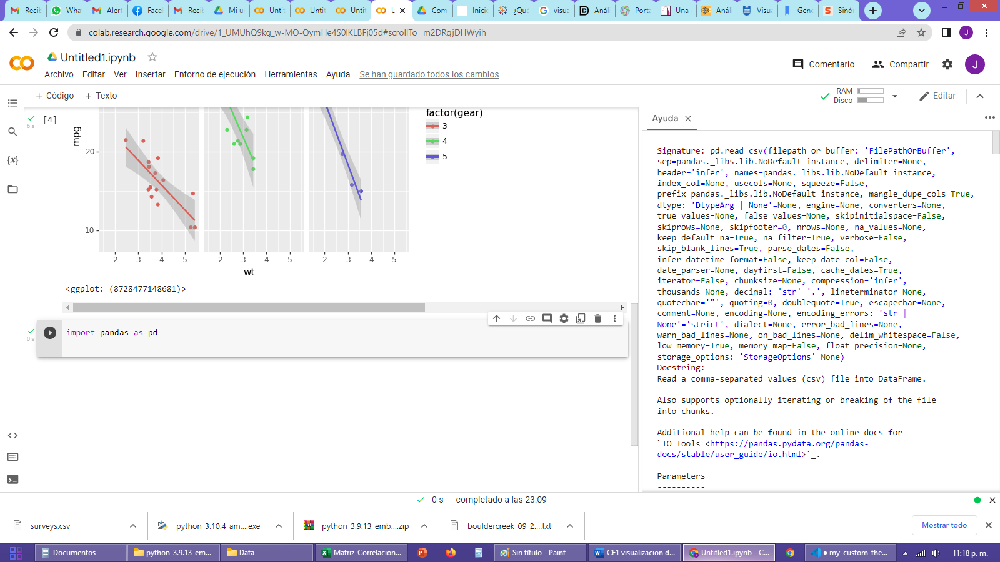 Recib
Wha
Alert
Facel
Recib
Mi u
Untit
Untit
Untit
U
Com
Inicio
¿Que
visua
Anál
Porta
Una
Anál
Visua
Gene
Sinón
colab.research.google.com/drive/1_UMUhQ9kg_w-MO-QymHe4S0lKLBFj05d#scrollTo=m2DRqjDHWyih
J
Untitled1.ipynb
Comentario
Compartir
J
Archivo Editar Ver Insertar Entorno de ejecución Herramientas Ayuda Se han guardado todos los cambios
+ Código + Texto
RAM
Disco
Editar
[4]
6 s
mpg
20
10
2 3 4 5
2 3 4 5
2 3 4 5
wt
factor(gear)
3
4
5
<ggplot: (8728477148681)>
0 s
import pandas as pd
{x}
Ayuda
Signature: pd.read_csv(filepath_or_buffer: 'FilePathOrBuffer',
sep=pandas._libs.lib.NoDefault instance, delimiter=None,
header='infer', names=pandas._libs.lib.NoDefault instance,
index_col=None, usecols=None, squeeze=False,
prefix=pandas._libs.lib.NoDefault instance, mangle_dupe_cols=True,
dtype: 'DtypeArg | None'=None, engine=None, converters=None,
true_values=None, false_values=None, skipinitialspace=False,
skiprows=None, skipfooter=0, nrows=None, na_values=None,
keep_default_na=True, na_filter=True, verbose=False,
skip_blank_lines=True, parse_dates=False,
infer_datetime_format=False, keep_date_col=False,
date_parser=None, dayfirst=False, cache_dates=True,
iterator=False, chunksize=None, compression='infer',
thousands=None, decimal: 'str'='.', lineterminator=None,
quotechar='"', quoting=0, doublequote=True, escapechar=None,
comment=None, encoding=None, encoding_errors: 'str |
None'='strict', dialect=None, error_bad_lines=None,
warn_bad_lines=None, on_bad_lines=None, delim_whitespace=False,
low_memory=True, memory_map=False, float_precision=None,
storage_options: 'StorageOptions'=None)
Docstring:
Read a comma-separated values (csv) file into DataFrame.
Also supports optionally iterating or breaking of the file
into chunks.
Additional help can be found in the online docs for
`IO Tools <https://pandas.pydata.org/pandas-
docs/stable/user_guide/io.html>`_.
Parameters
----------
0 s completado a las 23:09
surveys.csv
python-3.10.4-am....exe
python-3.9.13-emb....zip
bouldercreek_09_2....txt
Mostrar todo
Documentos
python-3.9.13-em...
Data
Matriz_Correlacion...
Sin título - Paint
CF1 visualizacion d...
Untitled1.ipynb - C...
● my_custom_the...
11:18 p. m.